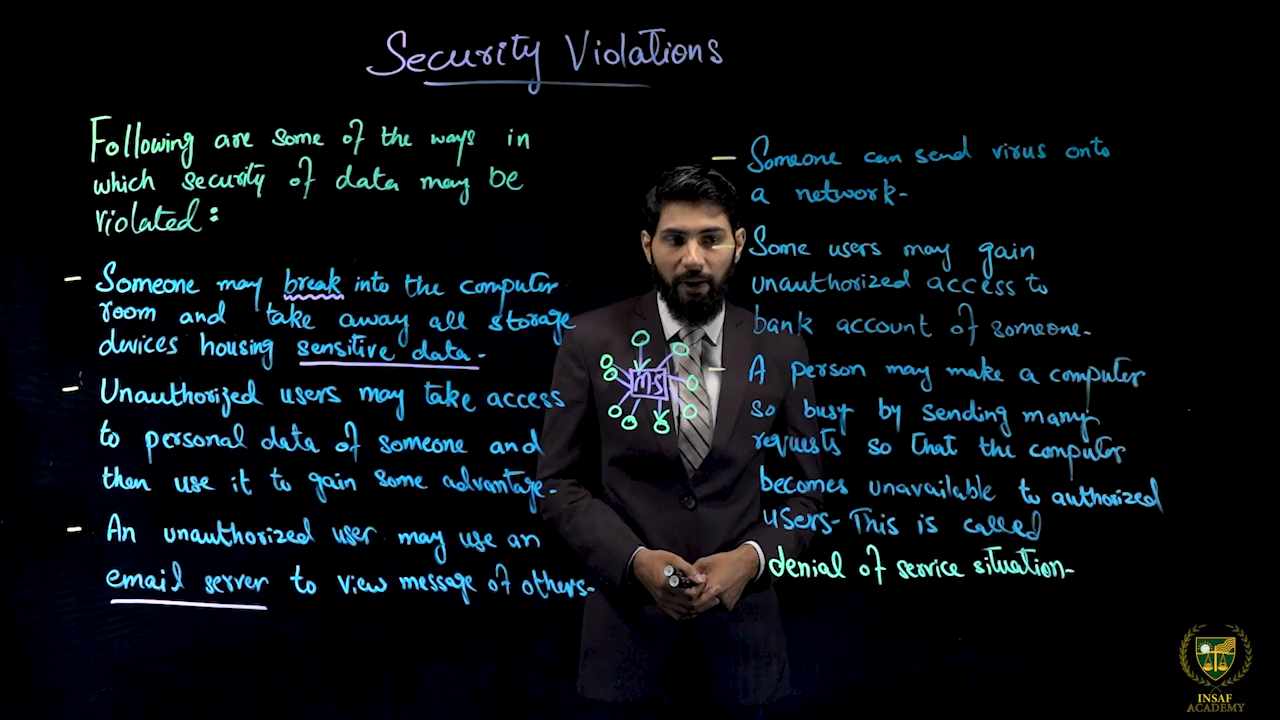 Security Violations
Following are some of the ways in
which security of data may be
violated:
- Someone may break into the computer
room and take away all storage
devices housing sensitive data.
- Unauthorized users may take access
to personal data of someone and
then use it to gain some advantage.
- An unauthorized user may use an
email server to view message of others.
M-S
- Someone can send virus onto
a network.
- Some users may gain
unauthorized access to
bank account of someone.
- A person may make a computer
so busy by sending many
requests so that the computer
becomes unavailable to authorized
users. This is called
denial of service situation.
INSAF
ACADEMY